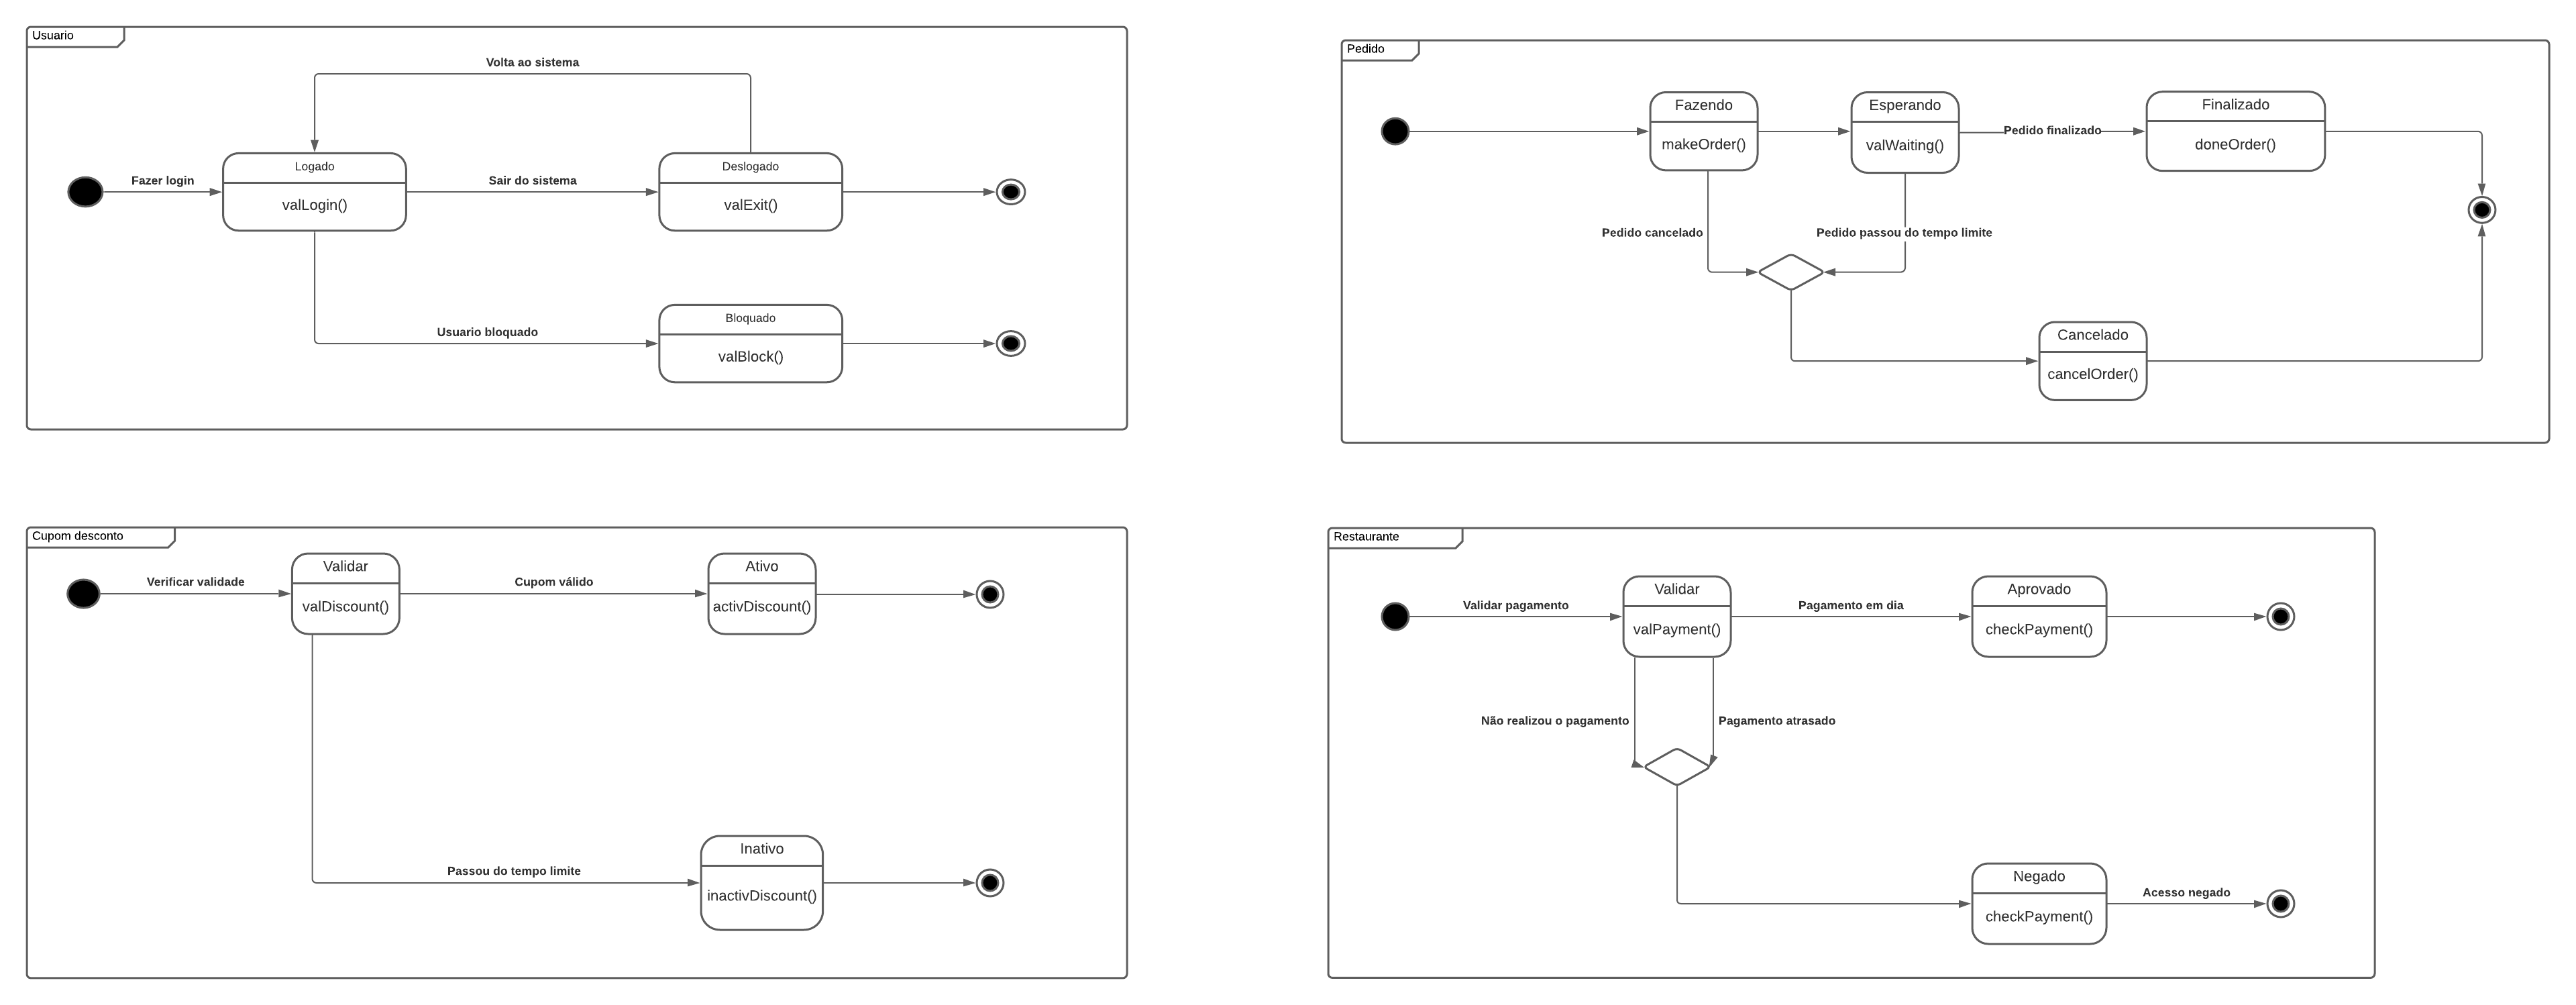 Usuario
Volta ao sistema
Logado
Deslogado
Fazer login
Sair do sistema
valLogin()
valExit()
Bloquado
Usuario bloquado
valBlock()
Pedido
Fazendo
Esperando
Finalizado
Pedido finalizado
makeOrder()
valWaiting()
doneOrder()
Pedido cancelado
Pedido passou do tempo limite
Cancelado
cancelOrder()
Cupom desconto
Validar
Ativo
Verificar validade
Cupom válido
valDiscount()
activDiscount()
Inativo
Passou do tempo limite
inactivDiscount()
Restaurante
Validar
Aprovado
Validar pagamento
Pagamento em dia
valPayment()
checkPayment()
Não realizou o pagamento
Pagamento atrasado
Negado
Acesso negado
checkPayment()